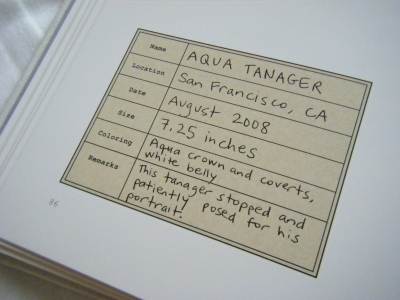 Name AQUA TANAGER
Location San Francisco, CA
Date August 2008
Size 7.25 inches
Coloring Aqua crown and coverts,
white belly
Remarks This tanager stopped and
patiently posed for his
portrait!
66